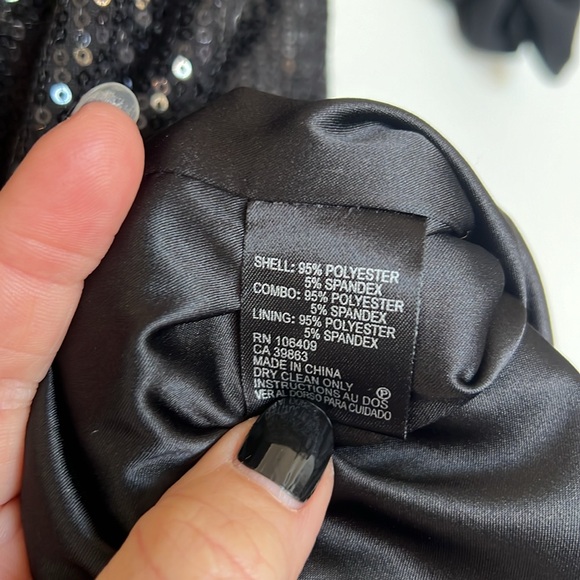 SHELL: 95% POLYESTER
5% SPANDEX
COMBO: 95% POLYESTER
5% SPANDEX
LINING: 95% POLYESTER
5% SPANDEX
RN 106409
CA 39863
MADE IN CHINA
DRY CLEAN ONLY Ⓟ
INSTRUCTIONS AU DOS
VER AL DORSO PARA CUIDADO